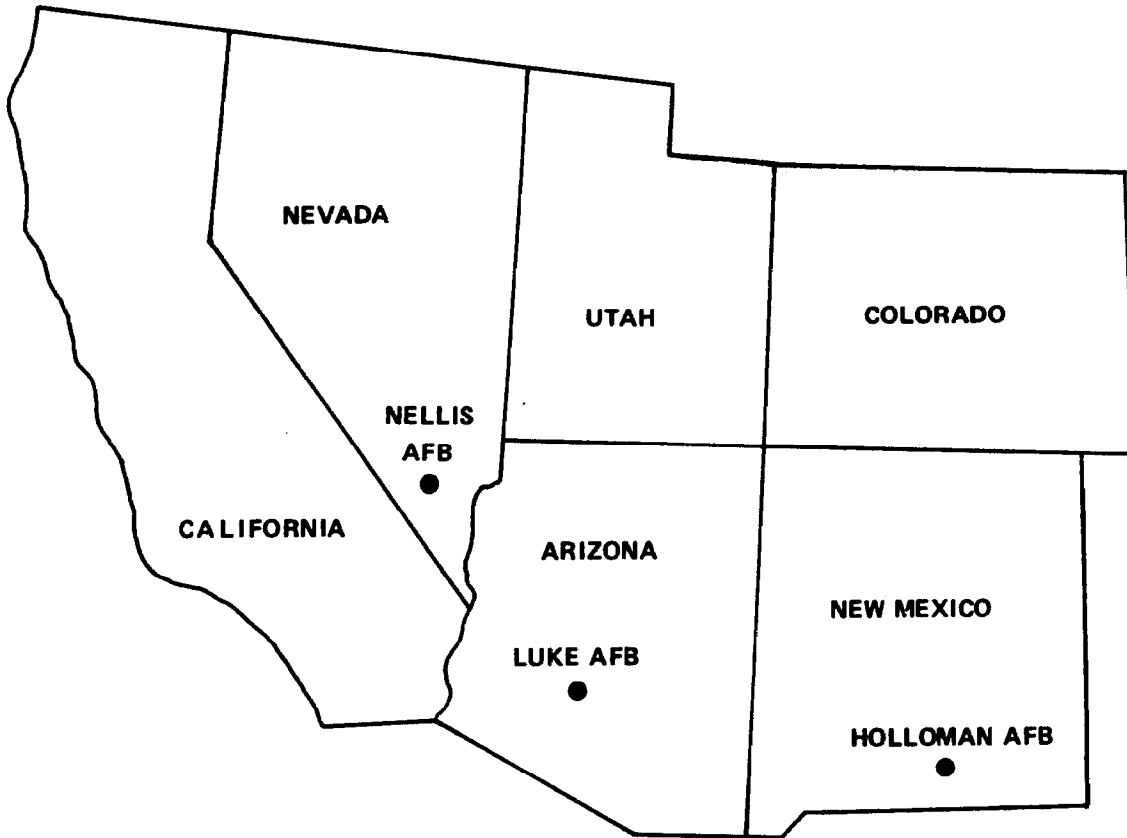 NEVADA
UTAH
COLORADO
NELLIS
AFB
CALIFORNIA
ARIZONA
NEW MEXICO
LUKE AFB
HOLLOMAN AFB